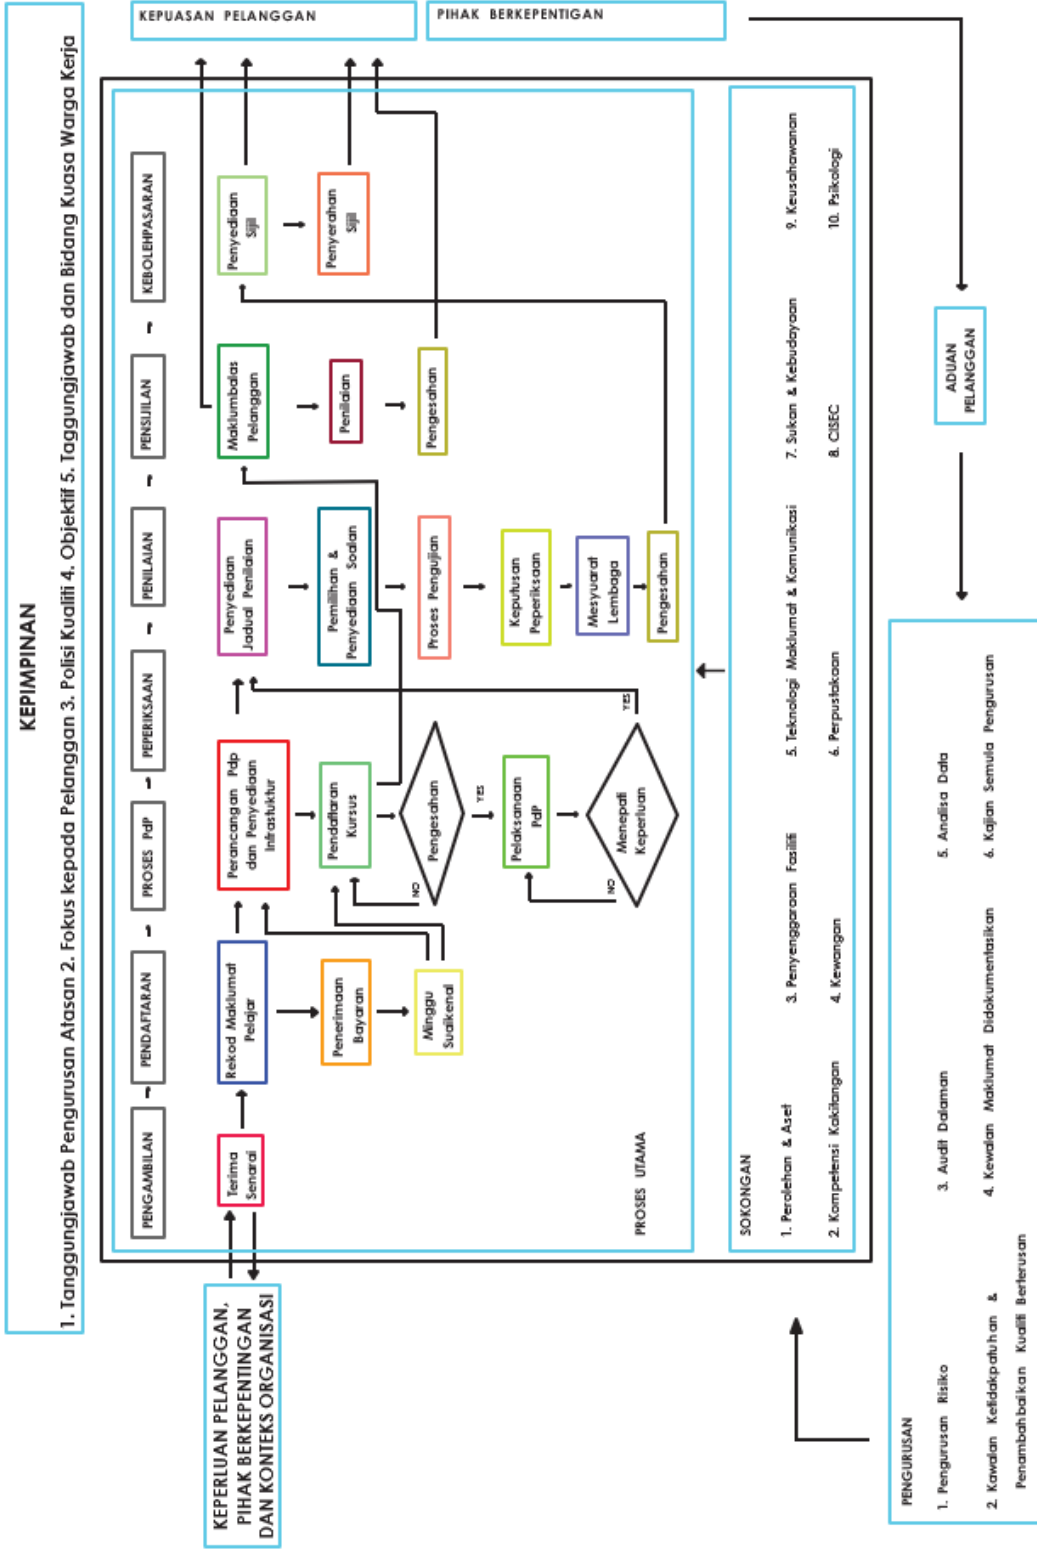 KEPIMPINAN
1. Tanggungjawab Pengurusan Atasan 2. Fokus kepada Pelanggan 3. Polisi Kualiti 4. Objektif 5. Taggungjawab dan Bidang Kuasa Warga Kerja
KEPERLUAN PELANGGAN,
PIHAK BERKEPENTINGAN
DAN KONTEKS ORGANISASI
PENGAMBILAN
PENDAFTARAN
PROSES PdP
PEPERIKSAAN
PENILAIAN
PENSIJILAN
KEBOLEHPASARAN
Terima
Senarai
Rekod Maklumat
Pelajar
Penerimaan
Bayaran
Minggu
Suaikenal
Perancangan Pdp
dan Penyediaan
Infrastuktur
Pendaftaran
Kursus
Pengesahan
NO
YES
Pelaksanaan
PdP
Menepati
Keperluan
NO
YES
Penyediaan
Jadual Penilaian
Pemilihan &
Penyediaan Soalan
Proses Pengujian
Keputusan
Peperiksaan
Mesyuarat
Lembaga
Pengesahan
Maklumbalas
Pelanggan
Penilaian
Pengesahan
Penyediaan
Sijil
Penyerahan
Sijil
PROSES UTAMA
KEPUASAN PELANGGAN
PIHAK BERKEPENTIGAN
SOKONGAN
1. Perolehan & Aset
2. Kompetensi Kakitangan
3. Penyenggaraan Fasiliti
4. Kewangan
5. Teknologi Maklumat & Komunikasi
6. Perpustakaan
7. Sukan & Kebudayaan
8. CISEC
9. Keusahawanan
10. Psikologi
ADUAN
PELANGGAN
PENGURUSAN
1. Pengurusan Risiko
2. Kawalan Ketidakpatuhan &
Penambahbaikan Kualiti Berterusan
3. Audit Dalaman
4. Kewalan Maklumat Didokumentasikan
5. Analisa Data
6. Kajian Semula Pengurusan